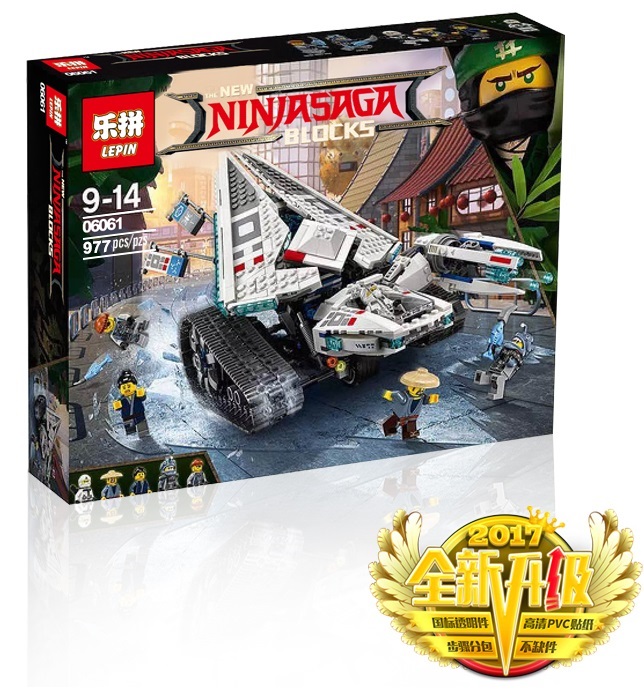 乐拼
LEPIN
06061
乐拼
LEPIN
THE NEW
NINJASAGA
BLOCKS
9-14
06061
977 pcs/pzs
NEW
NINJASAGA
BLOCKS
2017
全新升级
国标透明件 高清PVC贴纸
步骤分包 不缺件